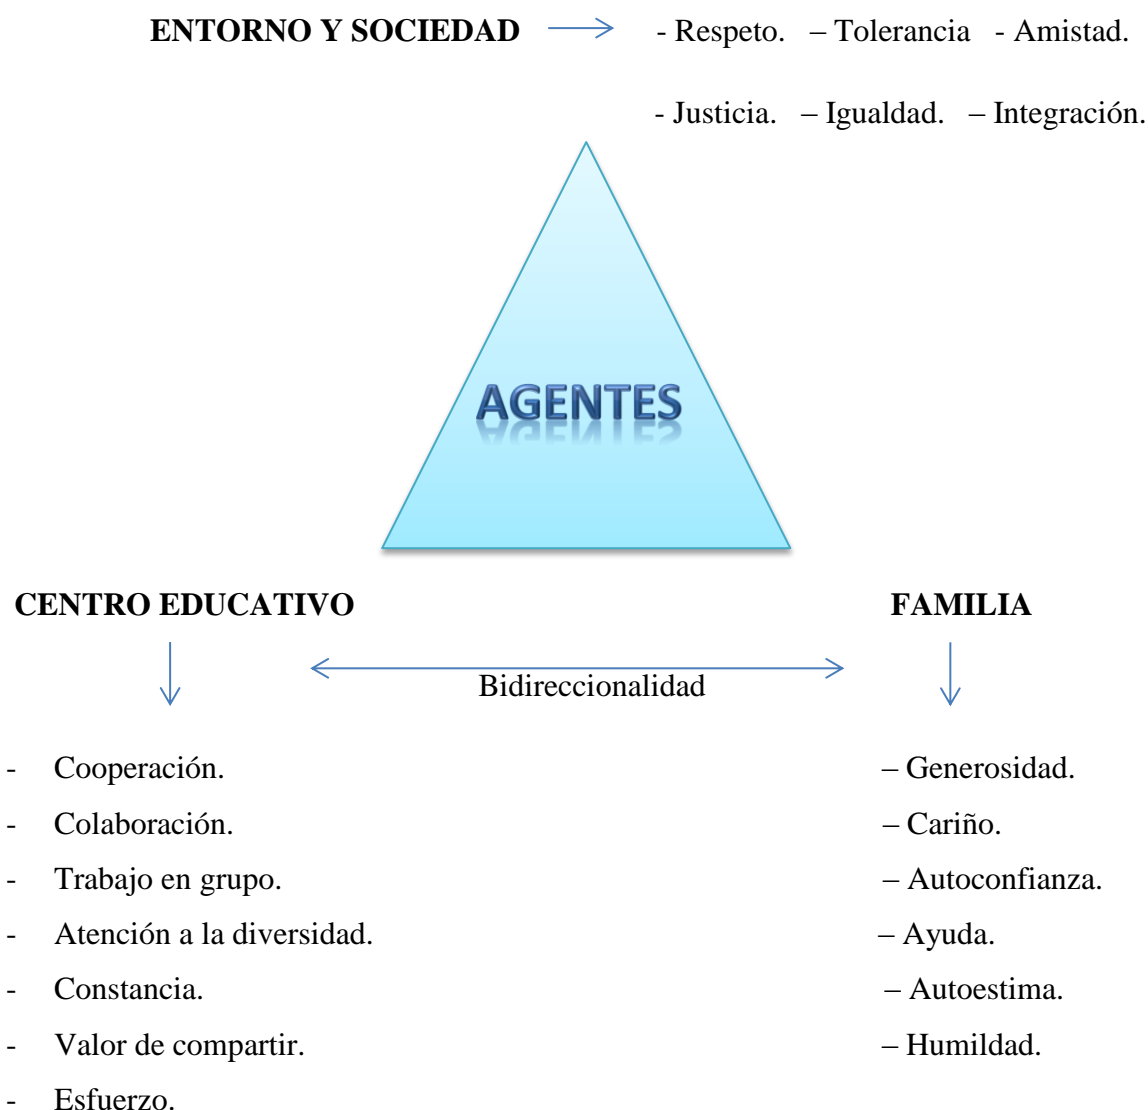 ENTORNO Y SOCIEDAD - Respeto. – Tolerancia - Amistad.
- Justicia. – Igualdad. – Integración.
AGENTES
CENTRO EDUCATIVO FAMILIA
Bidireccionalidad
- Cooperación. – Generosidad.
- Colaboración. – Cariño.
- Trabajo en grupo. – Autoconfianza.
- Atención a la diversidad. – Ayuda.
- Constancia. – Autoestima.
- Valor de compartir. – Humildad.
- Esfuerzo.